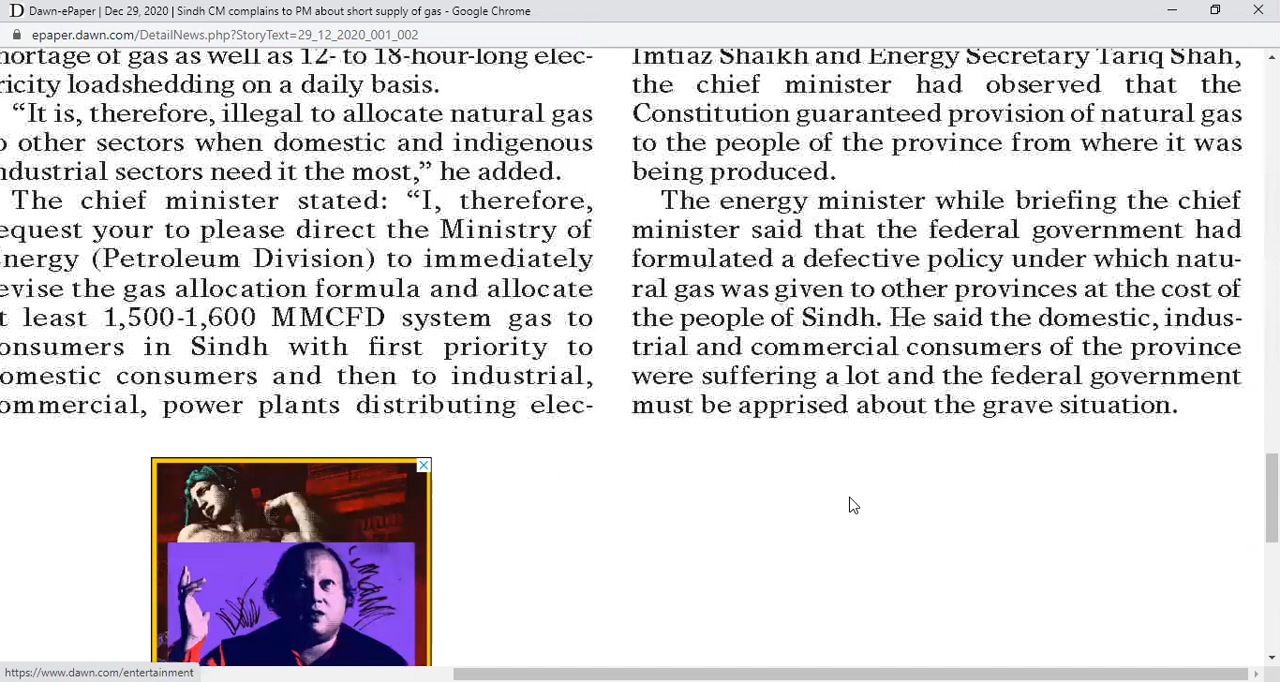 Dawn-ePaper | Dec 29, 2020 | Sindh CM complains to PM about short supply of gas - Google Chrome
epaper.dawn.com/DetailNews.php?StoryText=29_12_2020_001_002
hortage of gas as well as 12- to 18-hour-long elec-
ricity loadshedding on a daily basis.
“It is, therefore, illegal to allocate natural gas
o other sectors when domestic and indigenous
ndustrial sectors need it the most,” he added.
The chief minister stated: “I, therefore,
equest your to please direct the Ministry of
nergy (Petroleum Division) to immediately
evise the gas allocation formula and allocate
t least 1,500-1,600 MMCFD system gas to
onsumers in Sindh with first priority to
omestic consumers and then to industrial,
ommercial, power plants distributing elec-
Imtiaz Shaikh and Energy Secretary Tariq Shah,
the chief minister had observed that the
Constitution guaranteed provision of natural gas
to the people of the province from where it was
being produced.
The energy minister while briefing the chief
minister said that the federal government had
formulated a defective policy under which natu-
ral gas was given to other provinces at the cost of
the people of Sindh. He said the domestic, indus-
trial and commercial consumers of the province
were suffering a lot and the federal government
must be apprised about the grave situation.
https://www.dawn.com/entertainment